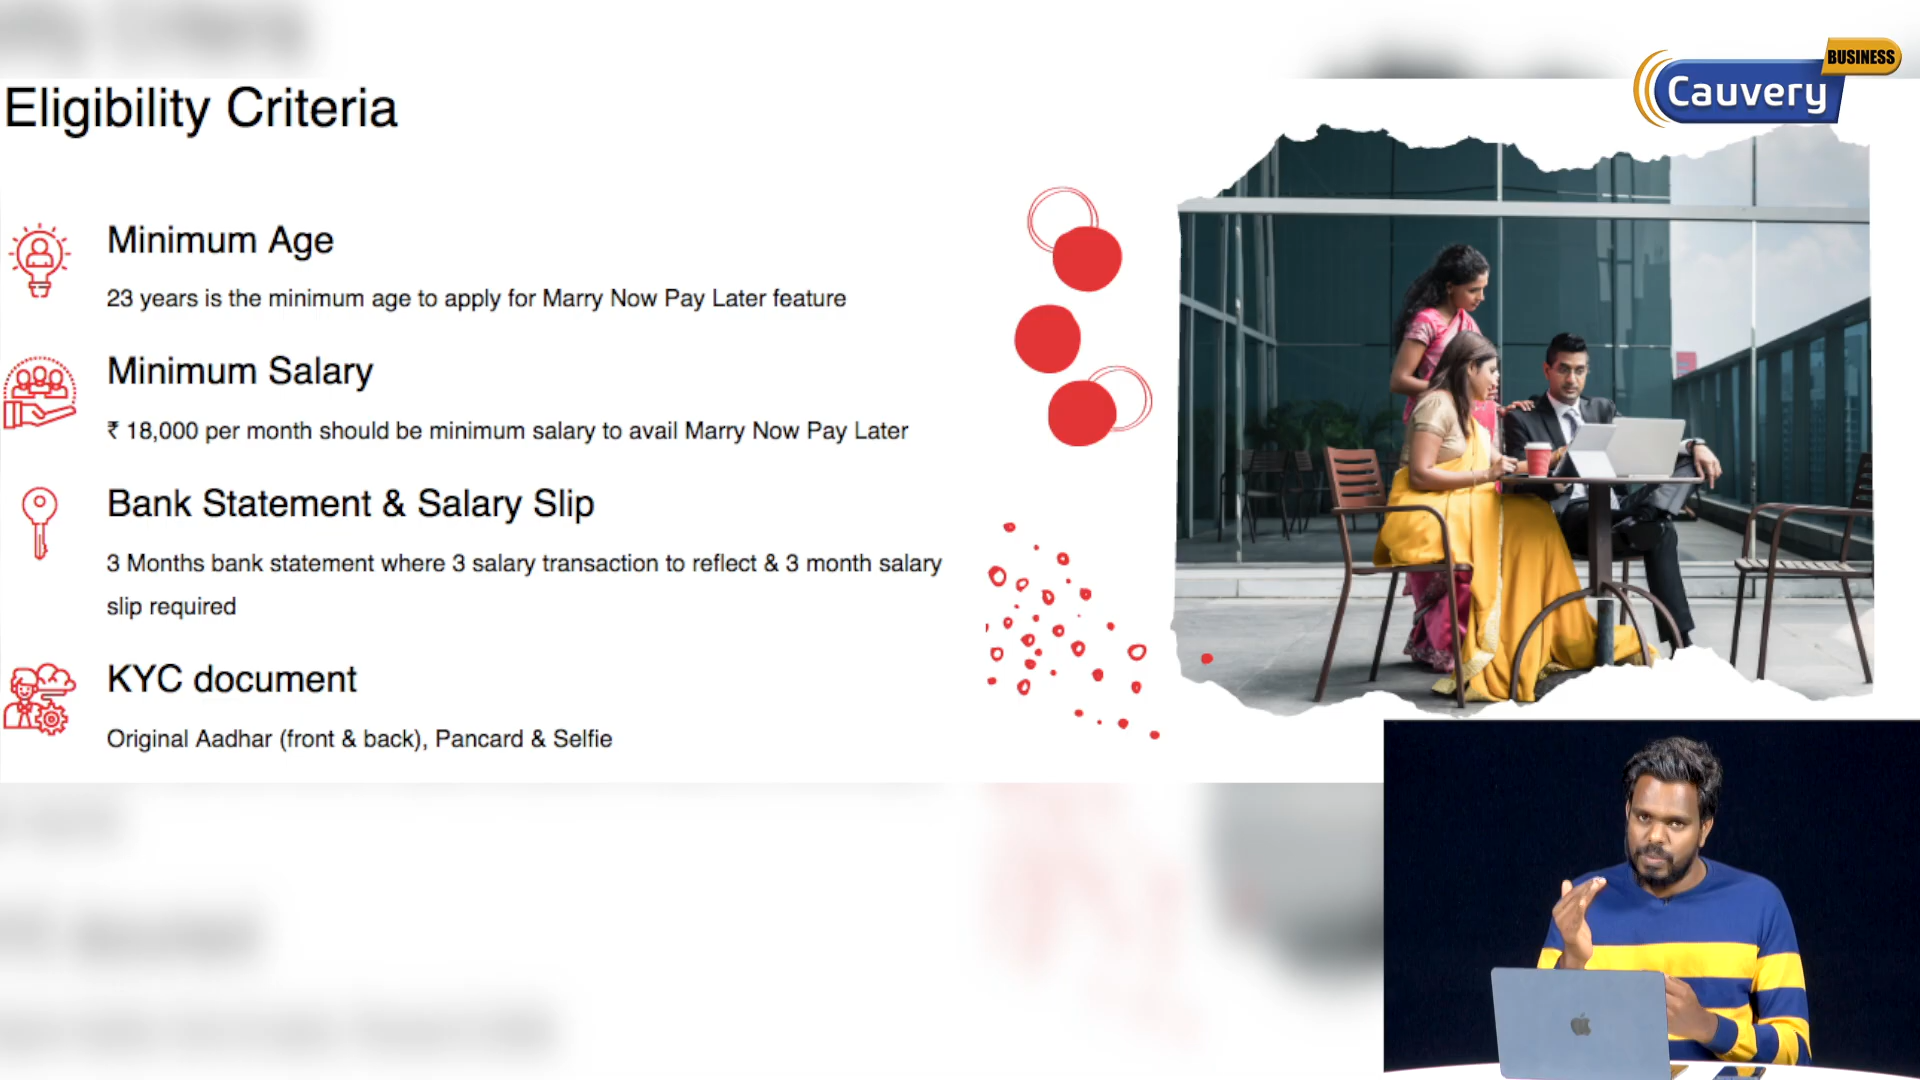 Eligibility Criteria
Minimum Age
23 years is the minimum age to apply for Marry Now Pay Later feature
Minimum Salary
₹ 18,000 per month should be minimum salary to avail Marry Now Pay Later
Bank Statement & Salary Slip
3 Months bank statement where 3 salary transaction to reflect & 3 month salary
slip required
KYC document
Original Aadhar (front & back), Pancard & Selfie
BUSINESS
Cauvery